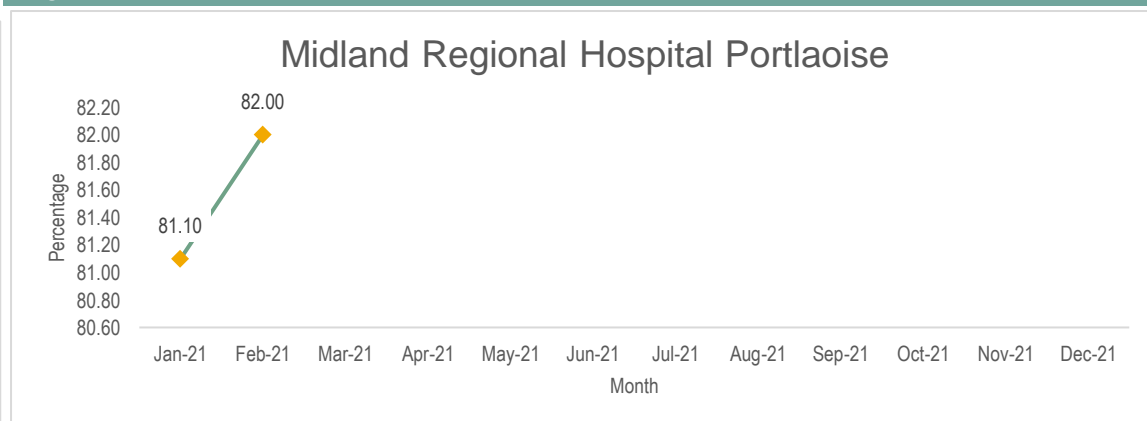 Midland Regional Hospital Portlaoise
82.20
82.00
81.80
81.60
81.40
81.20
81.00
80.80
80.60
Percentage
81.10
82.00
Jan-21 Feb-21 Mar-21 Apr-21 May-21 Jun-21 Jul-21 Aug-21 Sep-21 Oct-21 Nov-21 Dec-21
Month